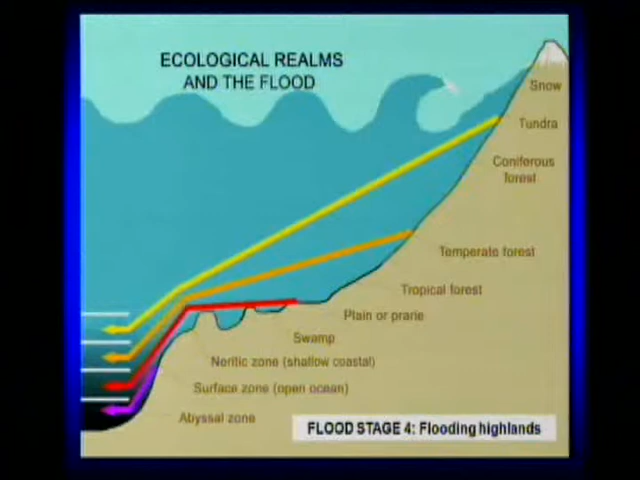 ECOLOGICAL REALMS
AND THE FLOOD
Snow
Tundra
Coniferous
forest
Temperate forest
Tropical forest
Plain or prarie
Swamp
Neritic zone (shallow coastal)
Surface zone (open ocean)
Abyssal zone
FLOOD STAGE 4: Flooding highlands